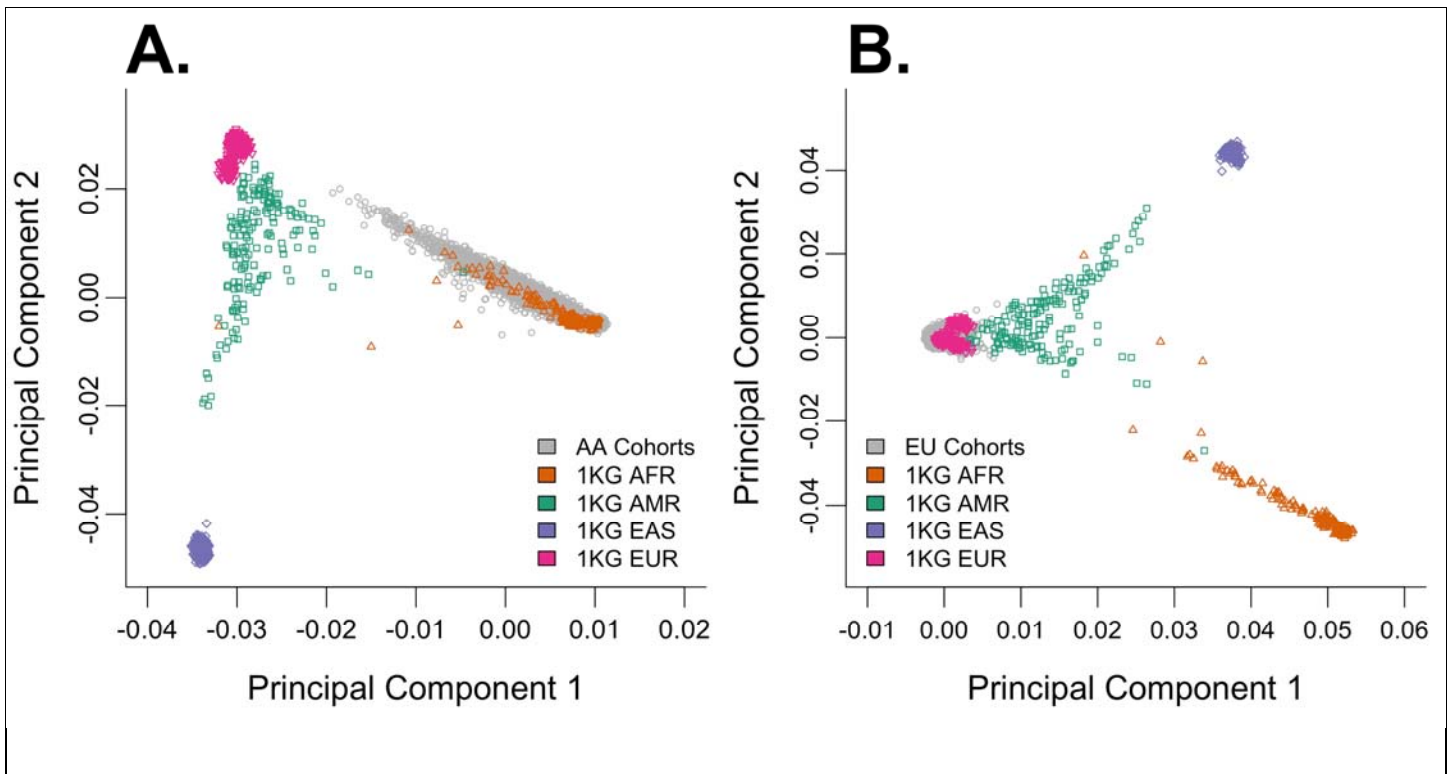 A.
Principal Component 2
0.02
0.00
-0.02
-0.04
AA Cohorts
1KG AFR
1KG AMR
1KG EAS
1KG EUR
-0.04 -0.03 -0.02 -0.01 0.00 0.01 0.02
Principal Component 1
B.
Principal Component 2
0.04
0.02
0.00
-0.02
-0.04
EU Cohorts
1KG AFR
1KG AMR
1KG EAS
1KG EUR
-0.01 0.00 0.01 0.02 0.03 0.04 0.05 0.06
Principal Component 1